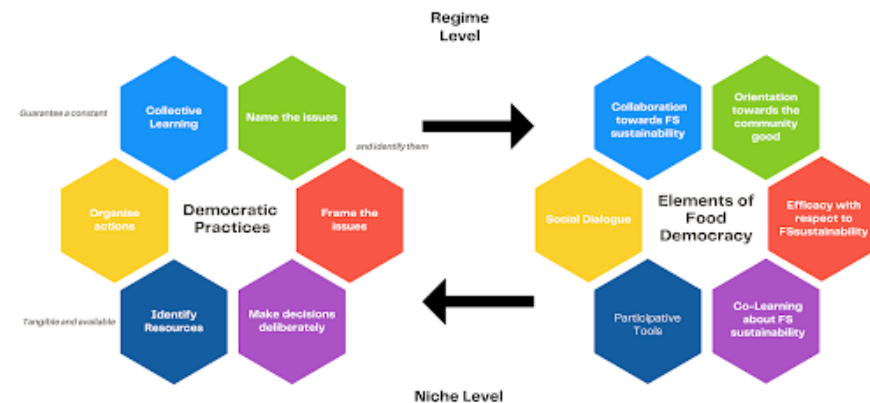 Regime
Level
Guarantee a constant
Collective
Learning
Name the issues
and identify them
Organise
actions
Democratic
Practices
Frame the
issues
Tangible and available
Identify
Resources
Make decisions
deliberately
Collaboration
towards FS
sustainability
Orientation
towards the
community
good
Social Dialogue
Elements of
Food
Democracy
Efficacy with
respect to
FSsustainability
Participative
Tools
Co-Learning
about FS
sustainability
Niche Level